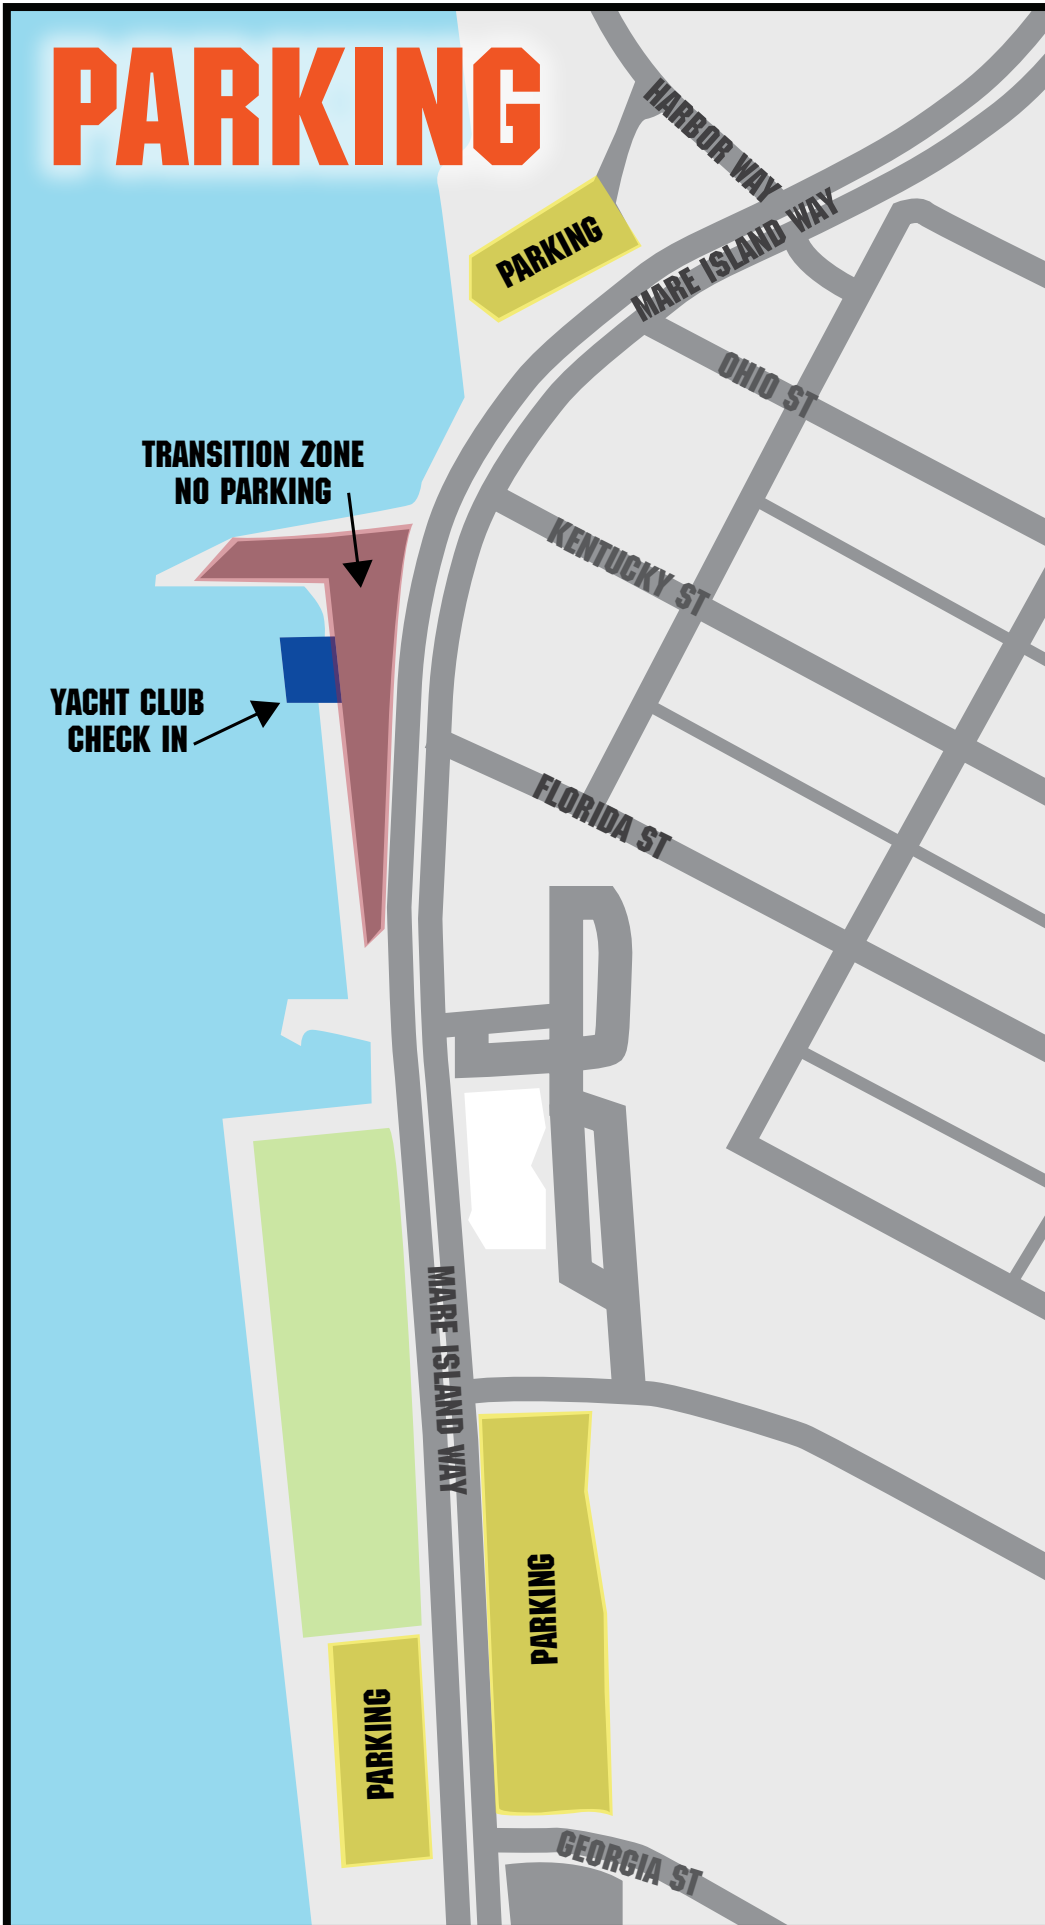 PARKING
HARBOR WAY
MARE ISLAND WAY
PARKING
OHIO ST
TRANSITION ZONE
NO PARKING
KENTUCKY ST
YACHT CLUB
CHECK IN
FLORIDA ST
MARE ISLAND WAY
PARKING
PARKING
GEORGIA ST